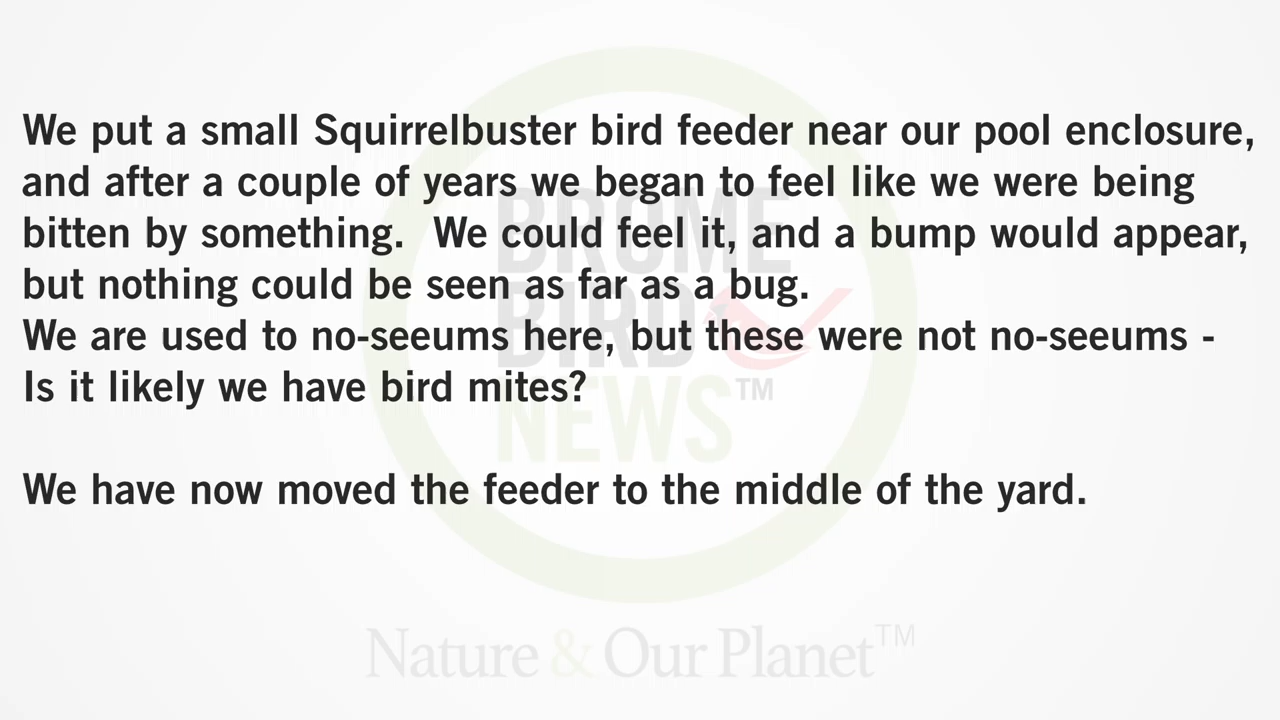 We put a small Squirrelbuster bird feeder near our pool enclosure,
and after a couple of years we began to feel like we were being
bitten by something.  We could feel it, and a bump would appear,
but nothing could be seen as far as a bug.
We are used to no-seeums here, but these were not no-seeums -
Is it likely we have bird mites?
We have now moved the feeder to the middle of the yard.
BROME
BIRD
NEWS™
Nature & Our Planet™